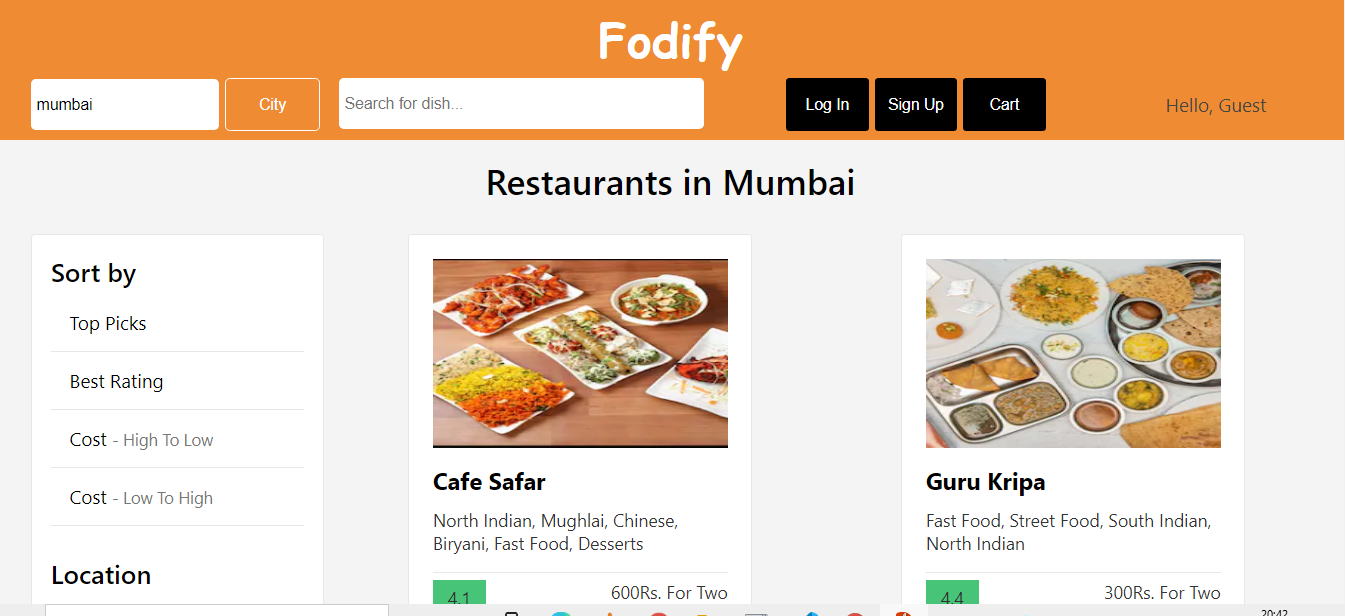 Fodify
mumbai
City
Search for dish...
Log In
Sign Up
Cart
Hello, Guest
Restaurants in Mumbai
Sort by
Top Picks
Best Rating
Cost - High To Low
Cost - Low To High
Location
Cafe Safar
North Indian, Mughlai, Chinese,
Biryani, Fast Food, Desserts
4.1
600Rs. For Two
Guru Kripa
Fast Food, Street Food, South Indian,
North Indian
4.4
300Rs. For Two
20:42